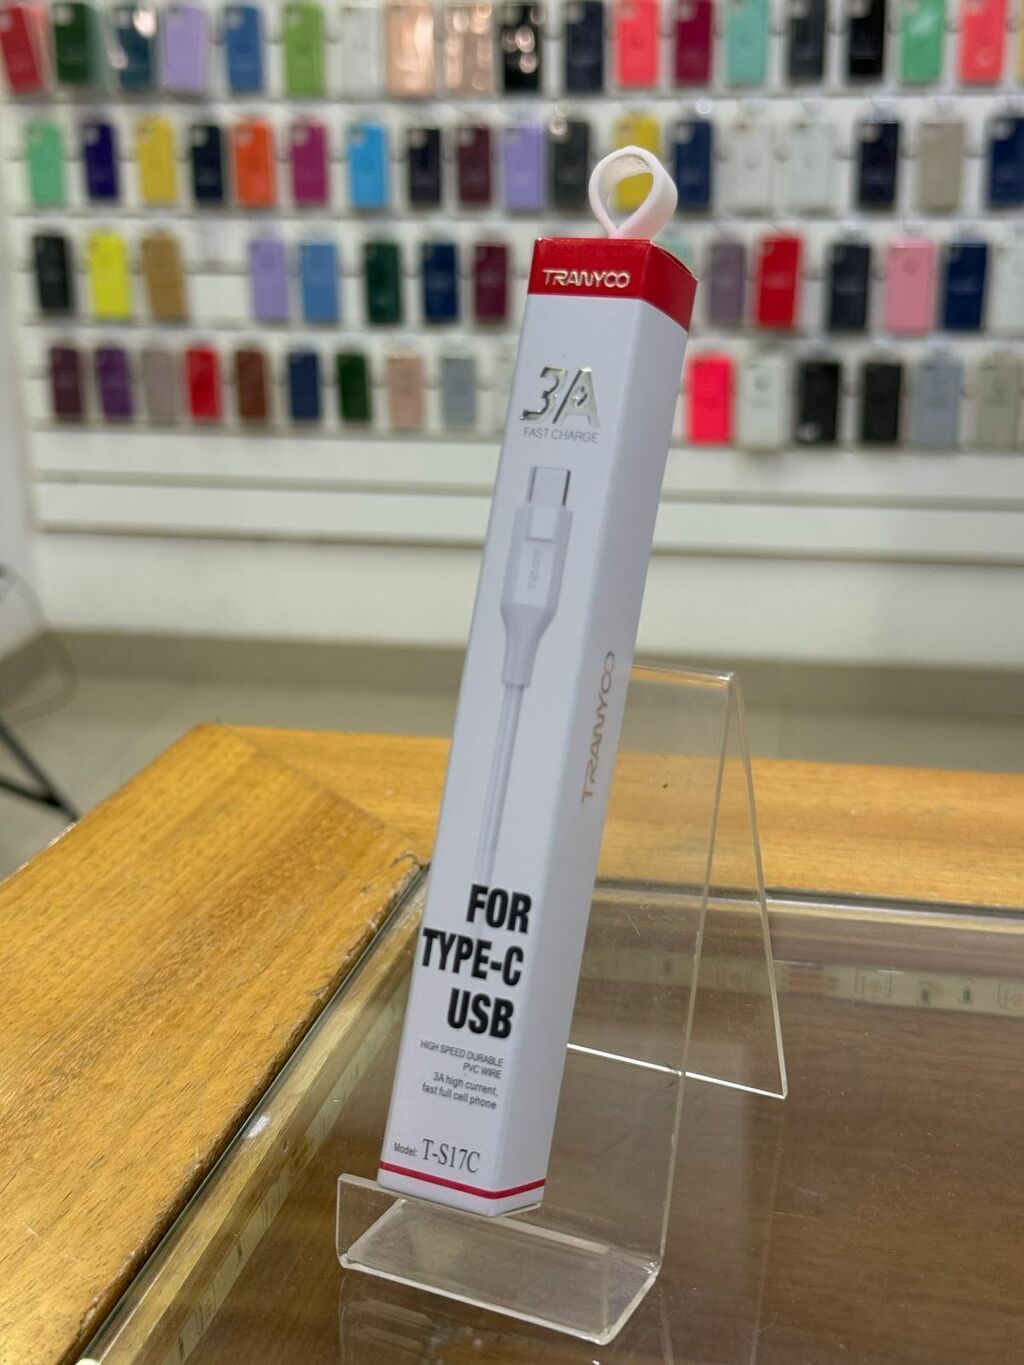 TRANYCO
3A
FAST CHARGE
TRANYCO
FOR
TYPE-C
USB
HIGH SPEED DURABLE
PVC WIRE
3A high current,
fast full cell phone
Model: T-S17C